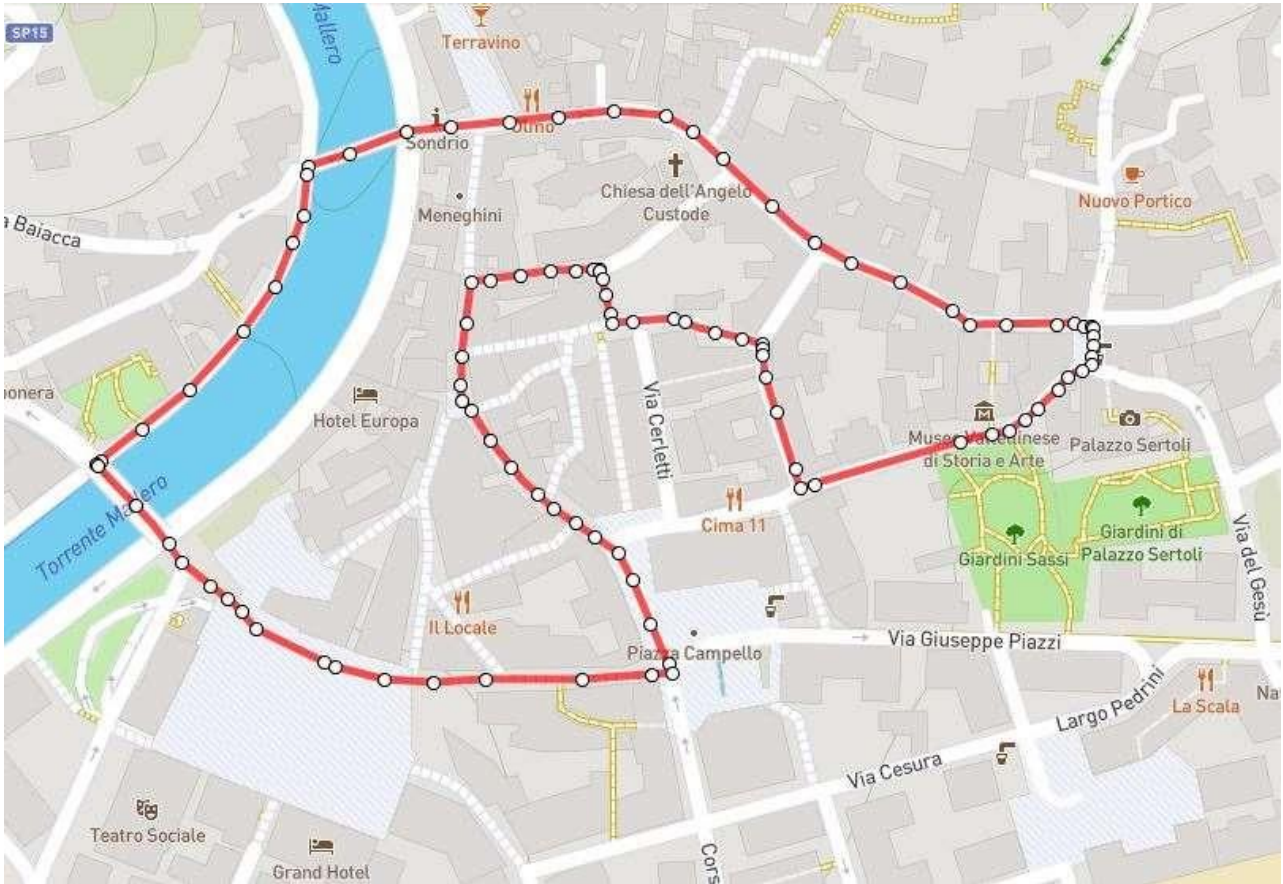 SP15
Mallero
Terravino
Sondrio
Chiesa dell'Angelo
Custode
Meneghini
Nuovo Portico
Baiacca
Hotel Europa
Via Cerletti
Palazzo Sertoli
di Storia e Arte
Cima 11
Torrente Mallero
Giardini Sassi
Giardini di
Palazzo Sertoli
Via del Gesù
Il Locale
Piazza Campello
Via Giuseppe Piazzi
Largo Pedrini
La Scala
Via Cesura
Teatro Sociale
Grand Hotel